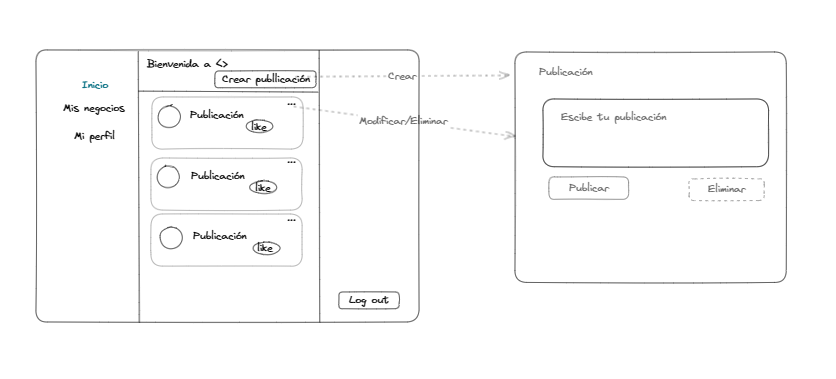 Bienvenida a <>
Crear publlicación
Inicio
Mis negocios
Mi perfil
...
Publicación
like
...
Publicación
like
...
Publicación
like
Log out
Crear
Modificar/Eliminar
Publicación
Escibe tu publicación
Publicar
Eliminar